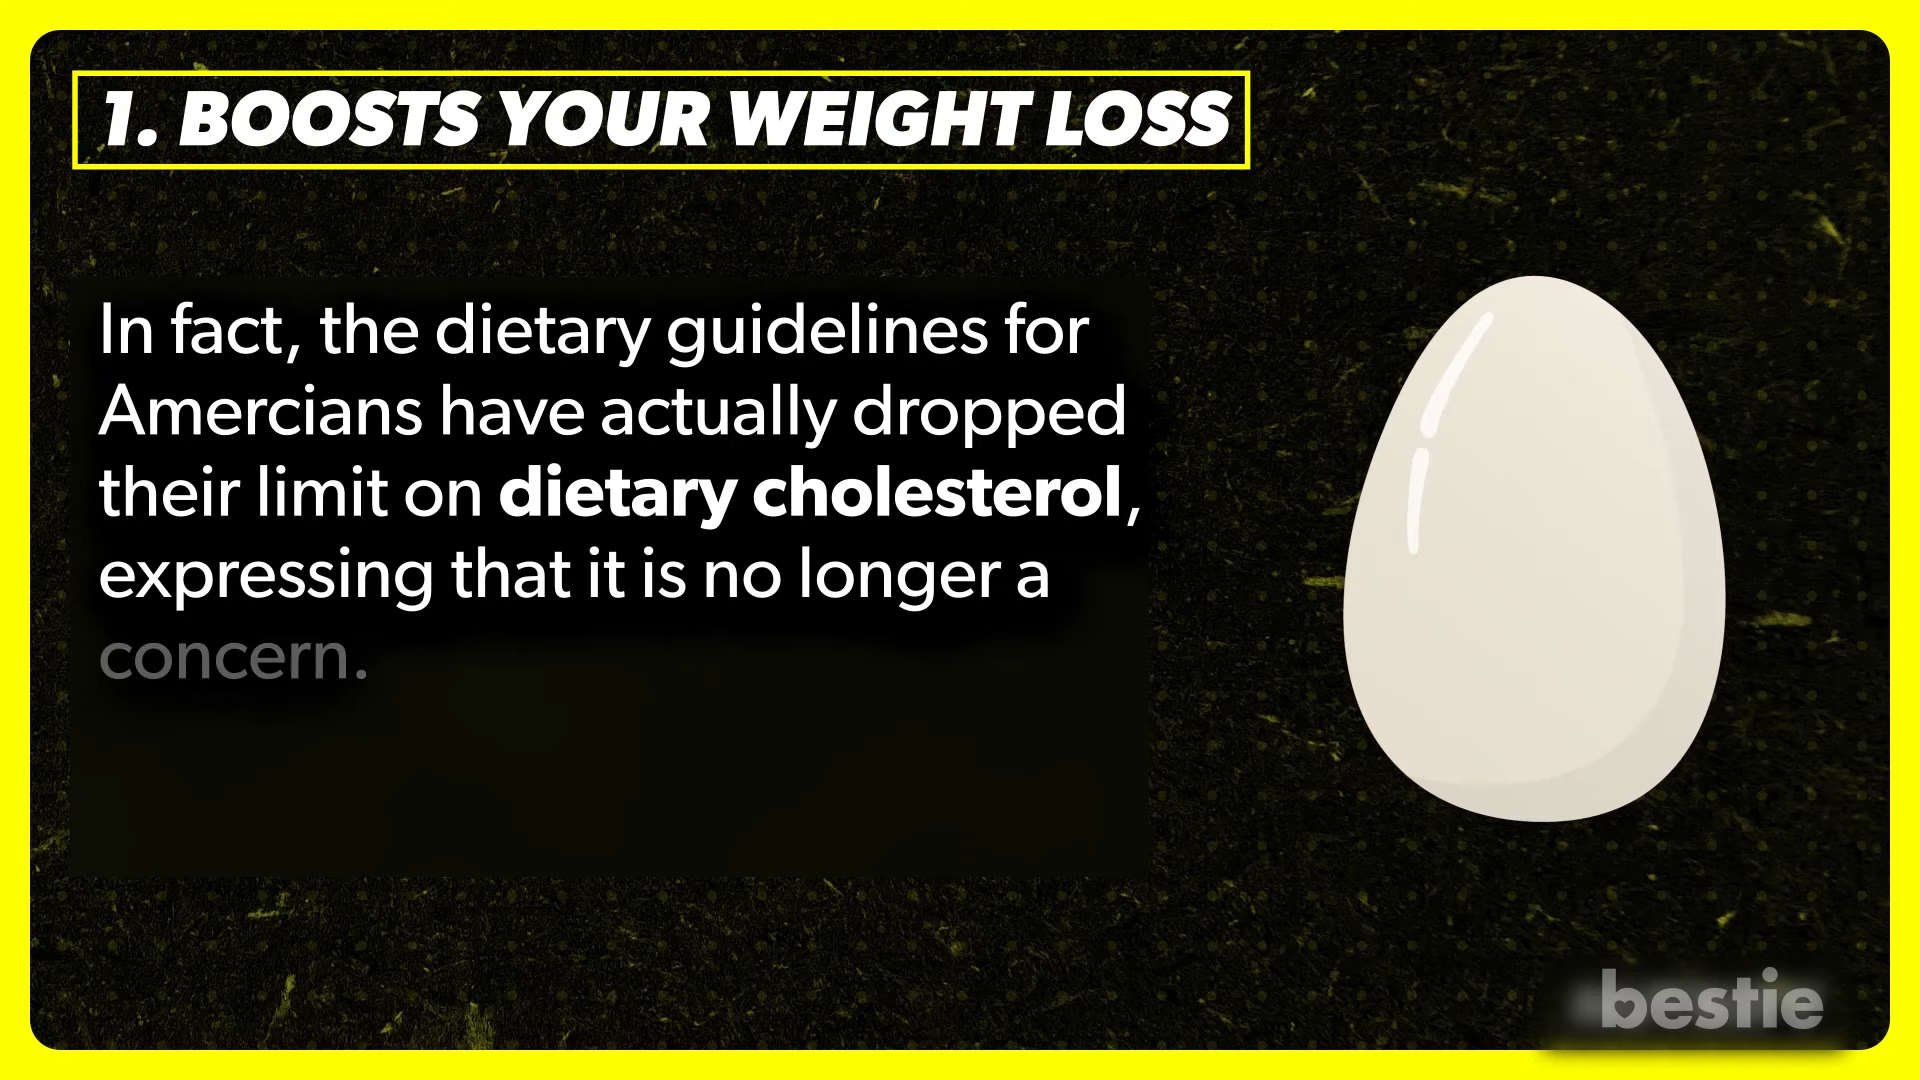 1. BOOSTS YOUR WEIGHT LOSS
In fact, the dietary guidelines for
Amercians have actually dropped
their limit on dietary cholesterol,
expressing that it is no longer a
concern.
bestie